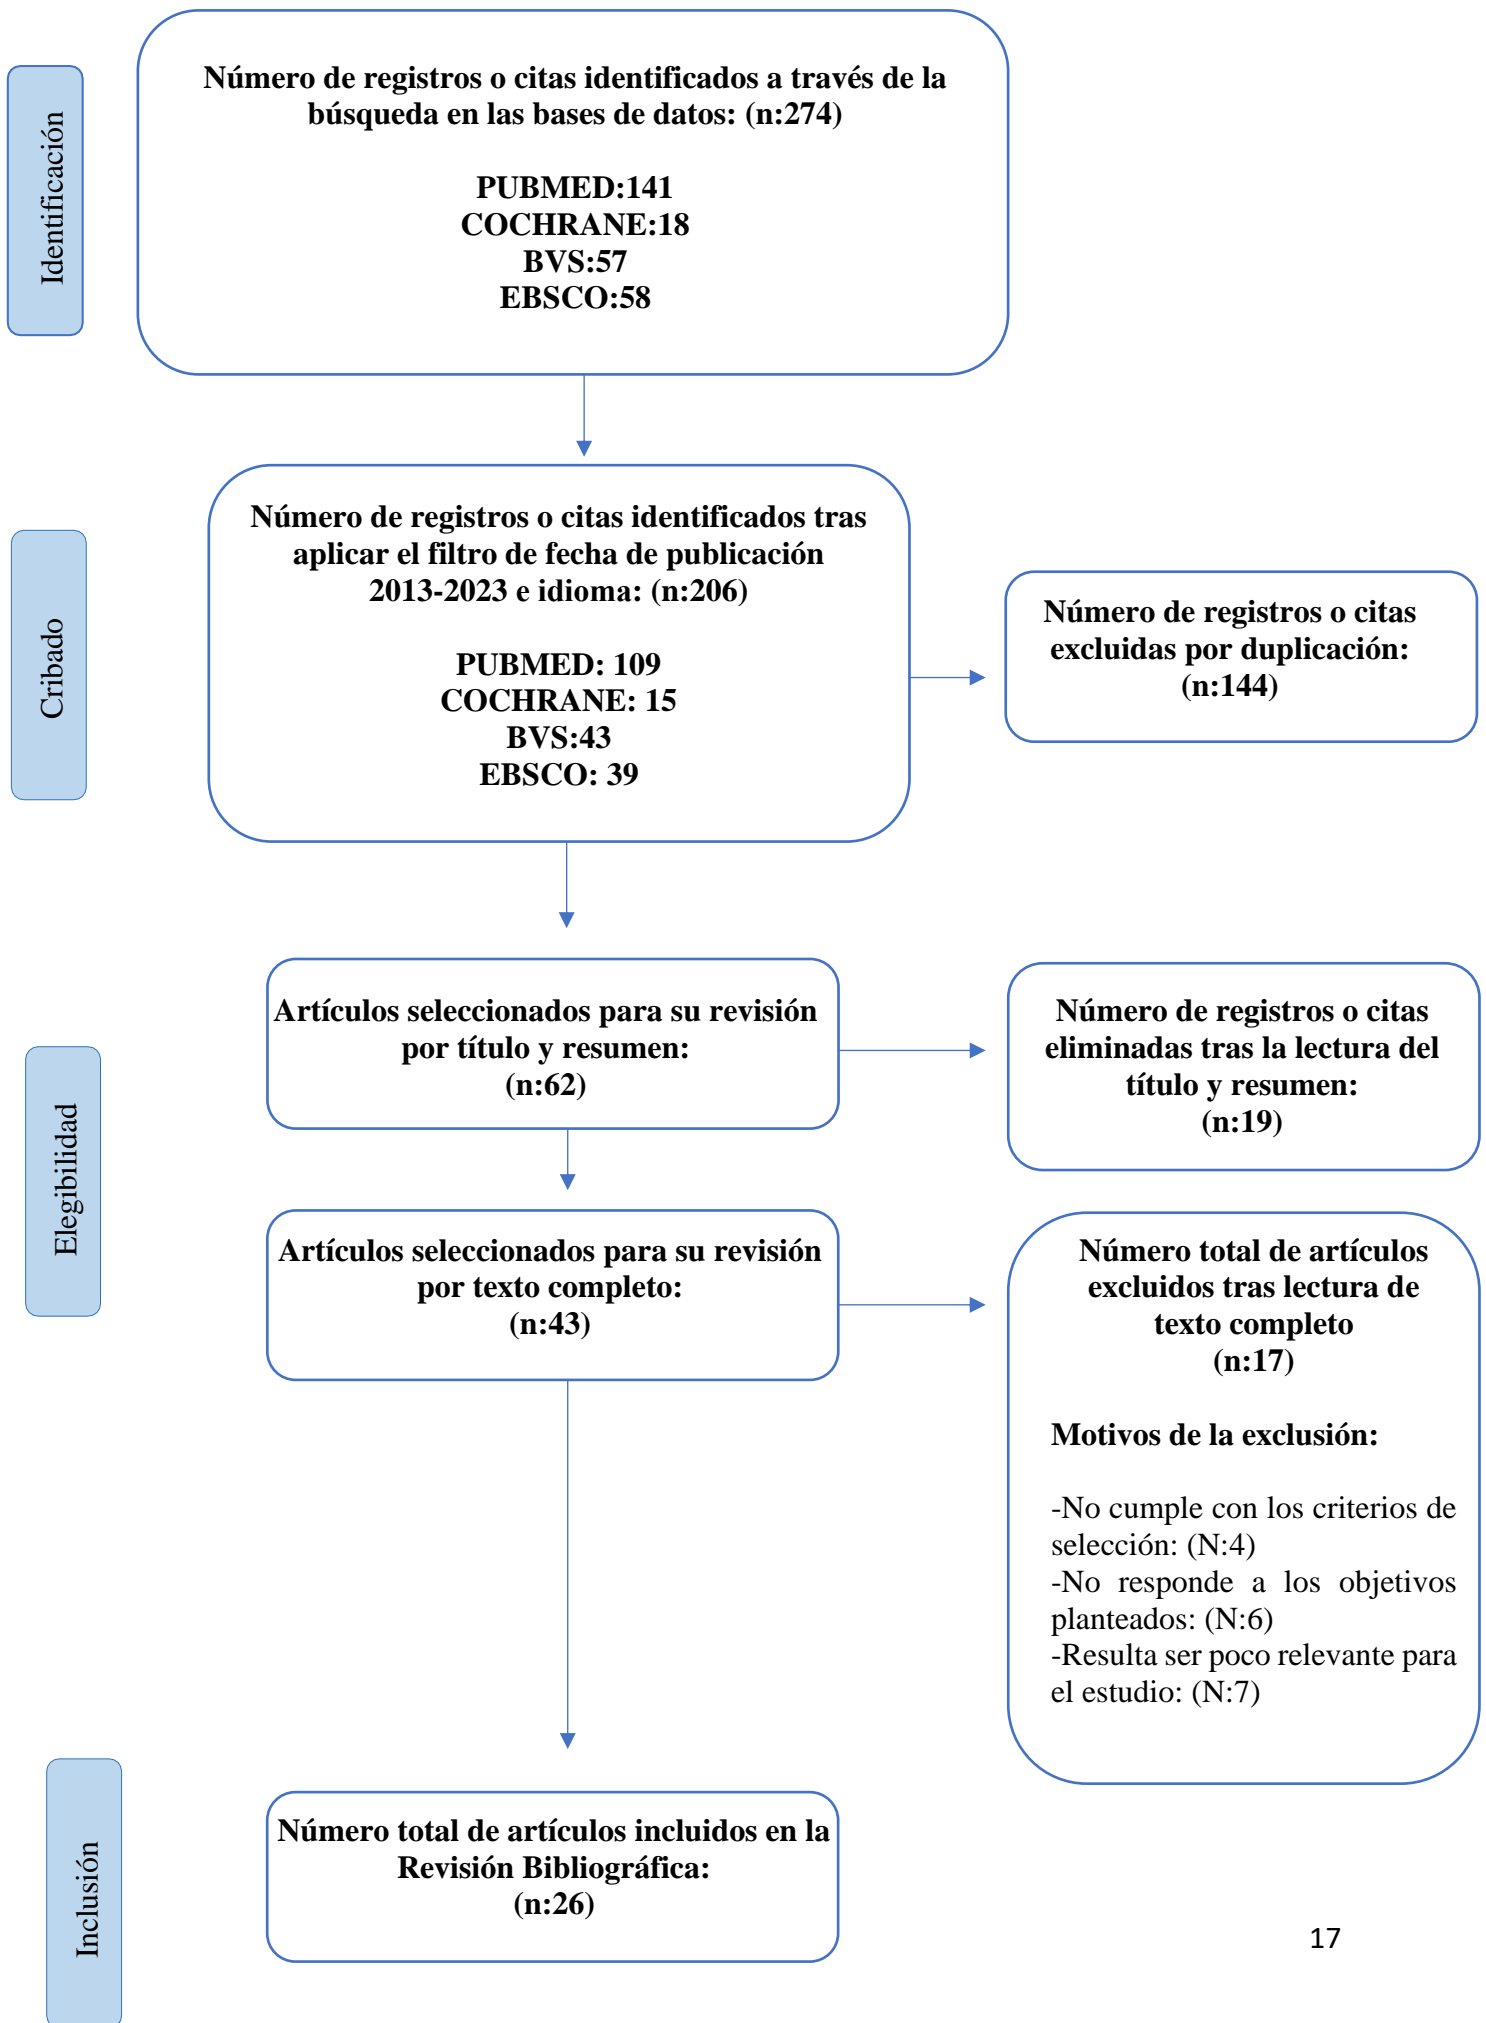 Identificación
Número de registros o citas identificados a través de la
búsqueda en las bases de datos: (n:274)
PUBMED:141
COCHRANE:18
BVS:57
EBSCO:58
Cribado
Número de registros o citas identificados tras
aplicar el filtro de fecha de publicación
2013-2023 e idioma: (n:206)
PUBMED: 109
COCHRANE: 15
BVS:43
EBSCO: 39
Número de registros o citas
excluidas por duplicación:
(n:144)
Elegibilidad
Artículos seleccionados para su revisión
por título y resumen:
(n:62)
Número de registros o citas
eliminadas tras la lectura del
título y resumen:
(n:19)
Artículos seleccionados para su revisión
por texto completo:
(n:43)
Número total de artículos
excluidos tras lectura de
texto completo
(n:17)
Motivos de la exclusión:
-No cumple con los criterios de
selección: (N:4)
-No responde a los objetivos
planteados: (N:6)
-Resulta ser poco relevante para
el estudio: (N:7)
Inclusión
Número total de artículos incluidos en la
Revisión Bibliográfica:
(n:26)
17